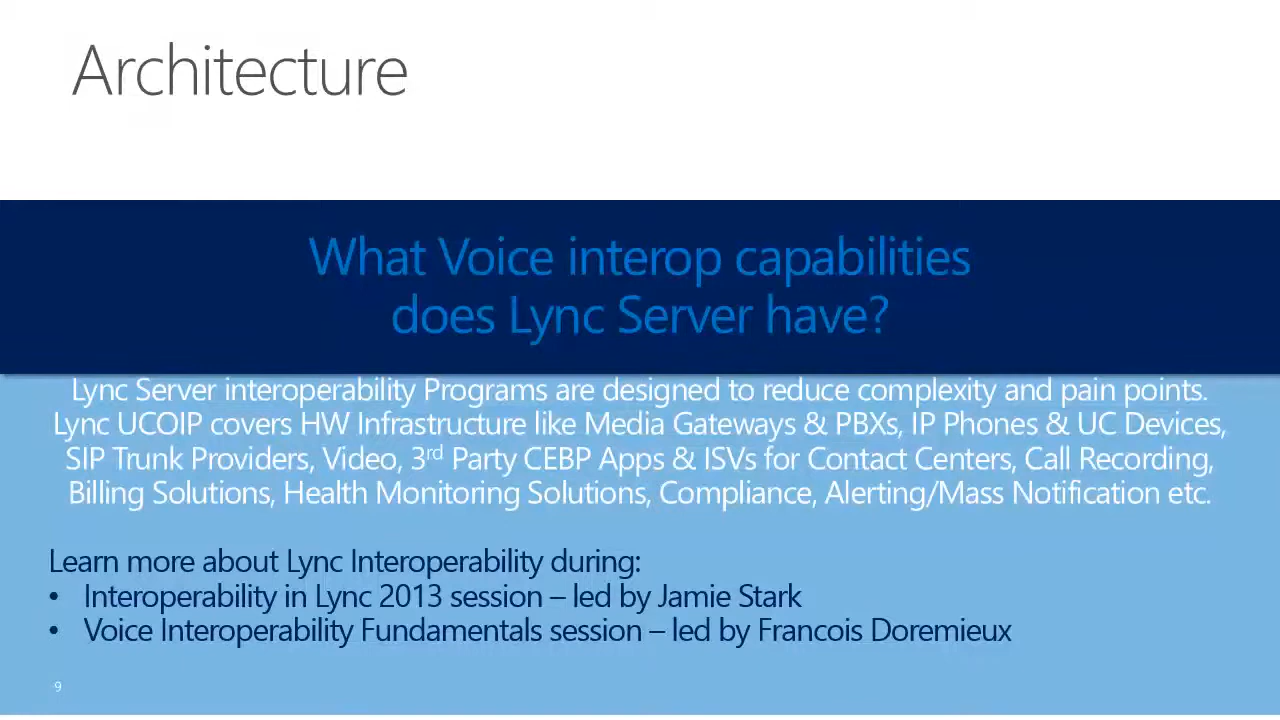 Architecture
What Voice interop capabilities
does Lync Server have?
Lync Server interoperability Programs are designed to reduce complexity and pain points.
Lync UCOIP covers HW Infrastructure like Media Gateways & PBXs, IP Phones & UC Devices,
SIP Trunk Providers, Video, 3rd Party CEBP Apps & ISVs for Contact Centers, Call Recording,
Billing Solutions, Health Monitoring Solutions, Compliance, Alerting/Mass Notification etc.
Learn more about Lync Interoperability during:
• Interoperability in Lync 2013 session – led by Jamie Stark
• Voice Interoperability Fundamentals session – led by Francois Doremieux
9